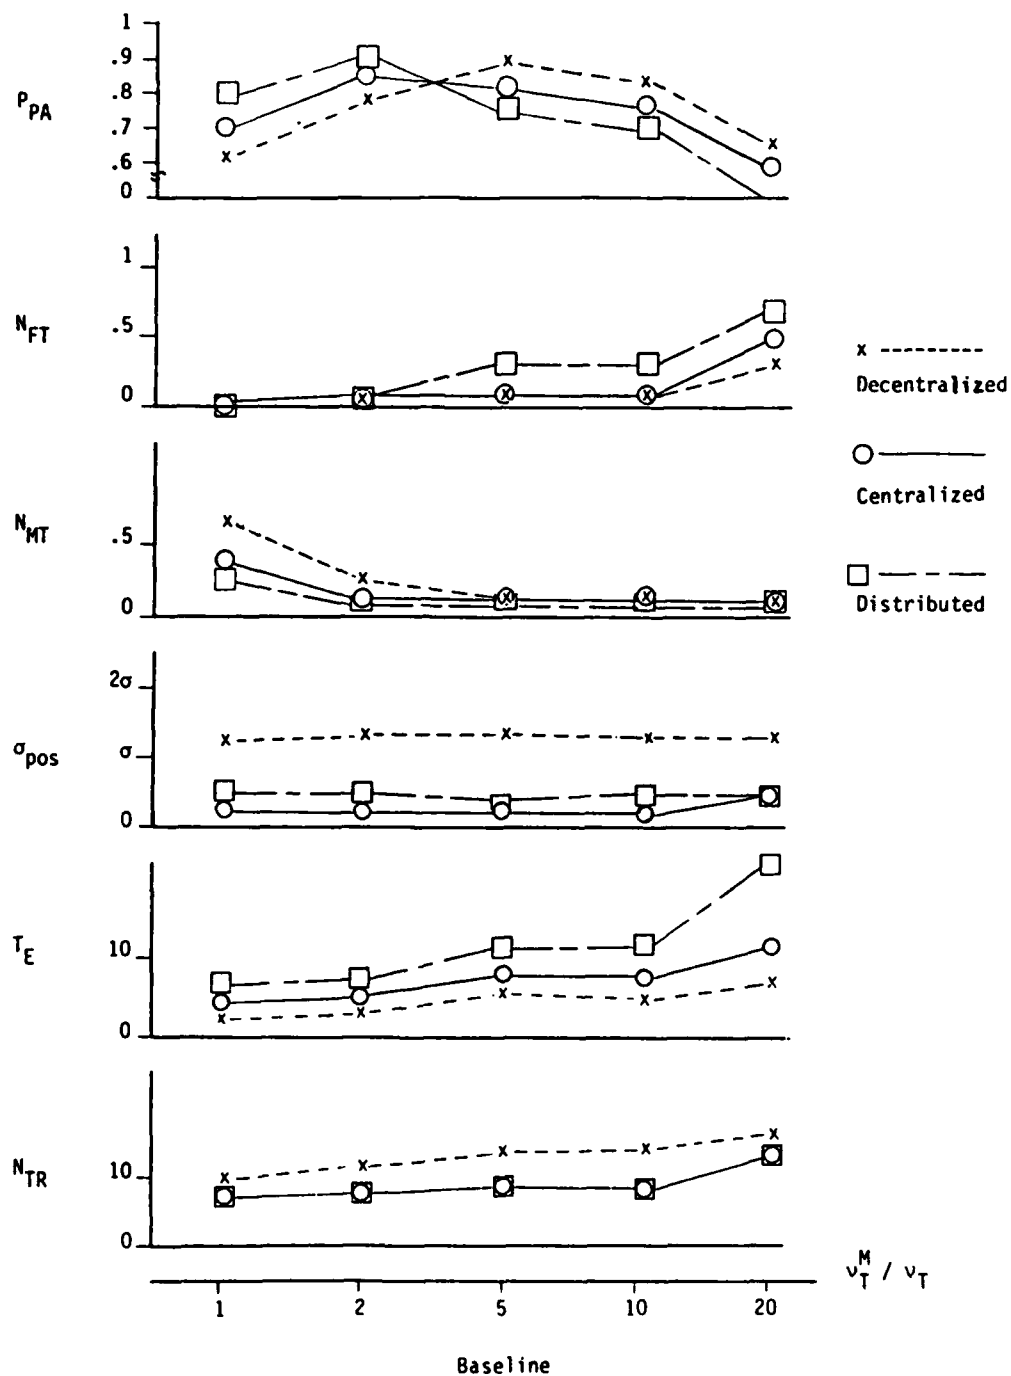 P_PA
1
.9
.8
.7
.6
0
N_FT
1
.5
0
N_MT
.5
0
σ_pos
2σ
σ
0
T_E
10
0
N_TR
10
0
x -------- Decentralized
Centralized
Distributed
1 2 5 10 20
ν_T^M / ν_T
Baseline